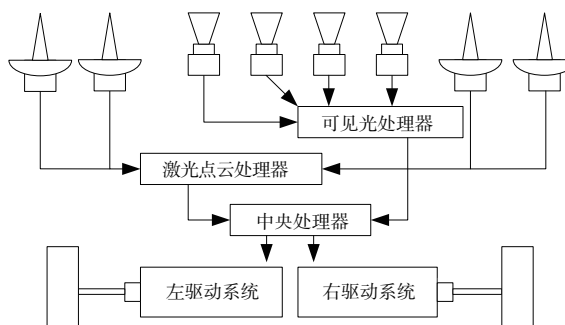 可见光处理器
激光点云处理器
中央处理器
左驱动系统
右驱动系统